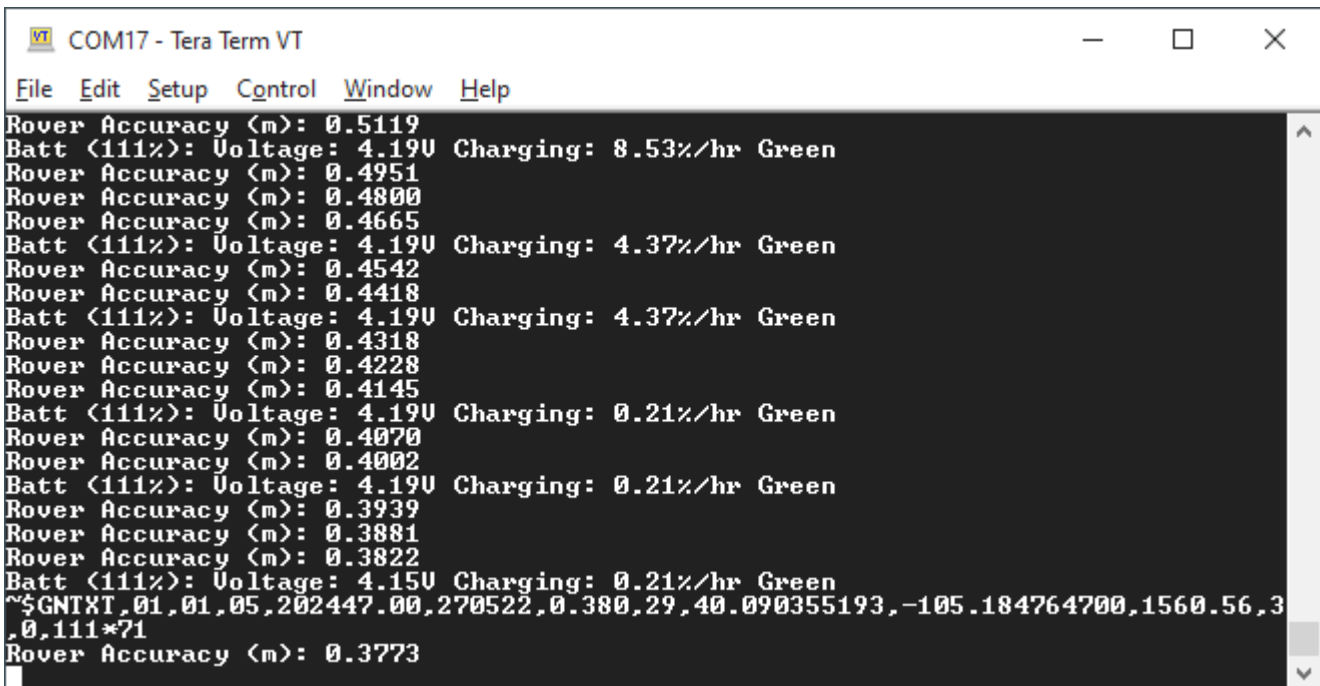 COM17 - Tera Term VT
File Edit Setup Control Window Help
Rover Accuracy (m): 0.5119
Batt (111%): Voltage: 4.19V Charging: 8.53%/hr Green
Rover Accuracy (m): 0.4951
Rover Accuracy (m): 0.4800
Rover Accuracy (m): 0.4665
Batt (111%): Voltage: 4.19V Charging: 4.37%/hr Green
Rover Accuracy (m): 0.4542
Rover Accuracy (m): 0.4418
Batt (111%): Voltage: 4.19V Charging: 4.37%/hr Green
Rover Accuracy (m): 0.4318
Rover Accuracy (m): 0.4228
Rover Accuracy (m): 0.4145
Batt (111%): Voltage: 4.19V Charging: 0.21%/hr Green
Rover Accuracy (m): 0.4070
Rover Accuracy (m): 0.4002
Batt (111%): Voltage: 4.19V Charging: 0.21%/hr Green
Rover Accuracy (m): 0.3939
Rover Accuracy (m): 0.3881
Rover Accuracy (m): 0.3822
Batt (111%): Voltage: 4.15V Charging: 0.21%/hr Green
~$GNTXT,01,01,05,202447.00,270522,0.380,29,40.090355193,-105.184764700,1560.56,3
,0,111*71
Rover Accuracy (m): 0.3773